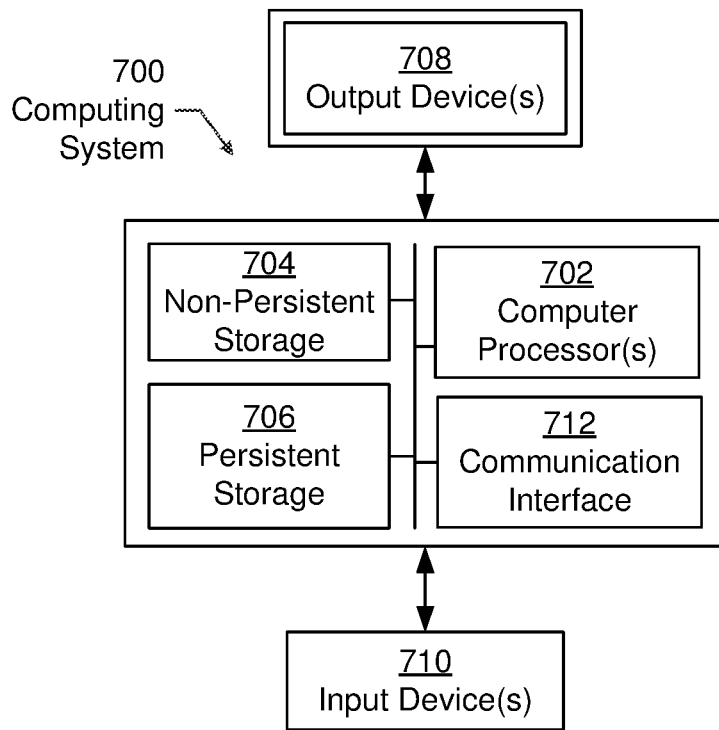 700
Computing
System
708
Output Device(s)
704
Non-Persistent
Storage
702
Computer
Processor(s)
706
Persistent
Storage
712
Communication
Interface
710
Input Device(s)